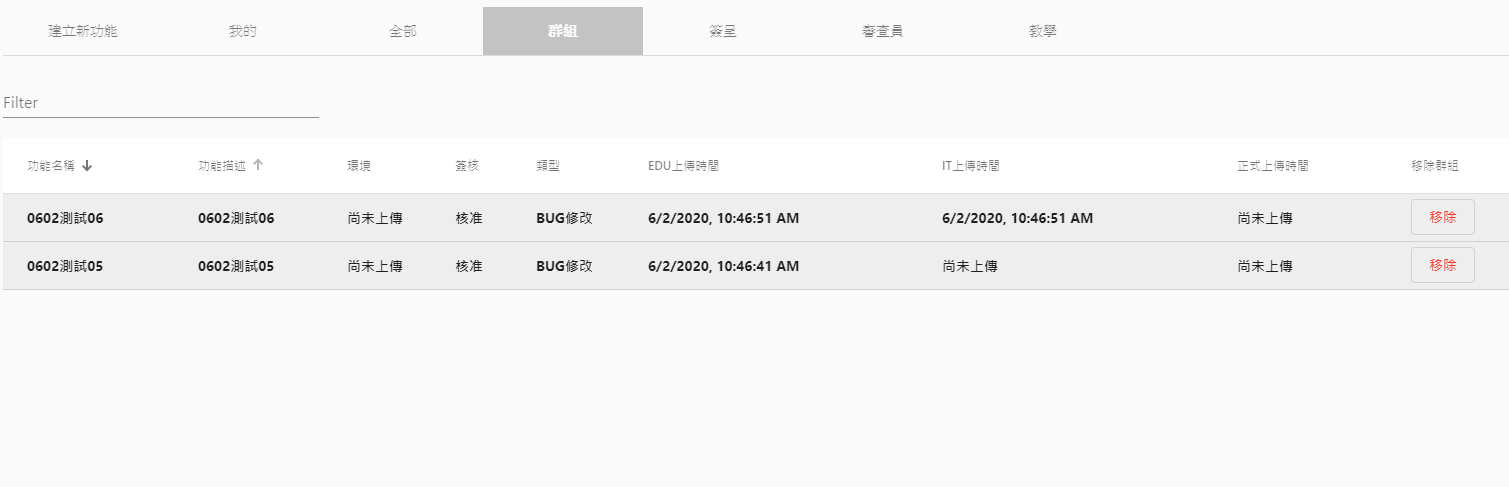 建立新功能 我的 全部 群組 簽呈 審查員 教學
Filter
功能名稱 功能描述 環境 簽核 類型 EDU上傳時間 IT上傳時間 正式上傳時間 移除群組
0602測試06 0602測試06 尚未上傳 核准 BUG修改 6/2/2020, 10:46:51 AM 6/2/2020, 10:46:51 AM 尚未上傳 移除
0602測試05 0602測試05 尚未上傳 核准 BUG修改 6/2/2020, 10:46:41 AM 尚未上傳 尚未上傳 移除